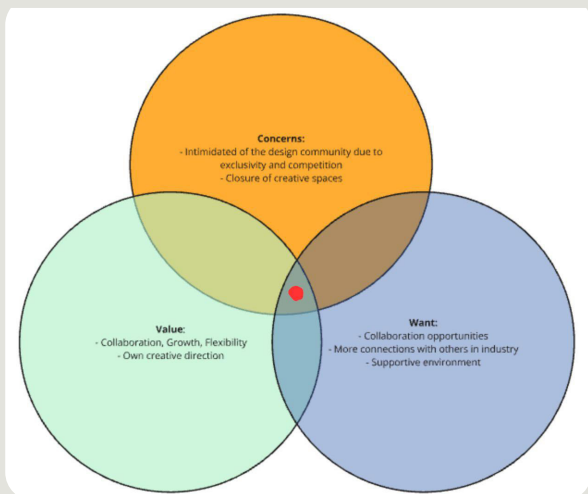 Concerns:
- Intimidated of the design community due to
exclusivity and competition
- Closure of creative spaces
Value:
- Collaboration, Growth, Flexibility
- Own creative direction
Want:
- Collaboration opportunities
- More connections with others in industry
- Supportive environment